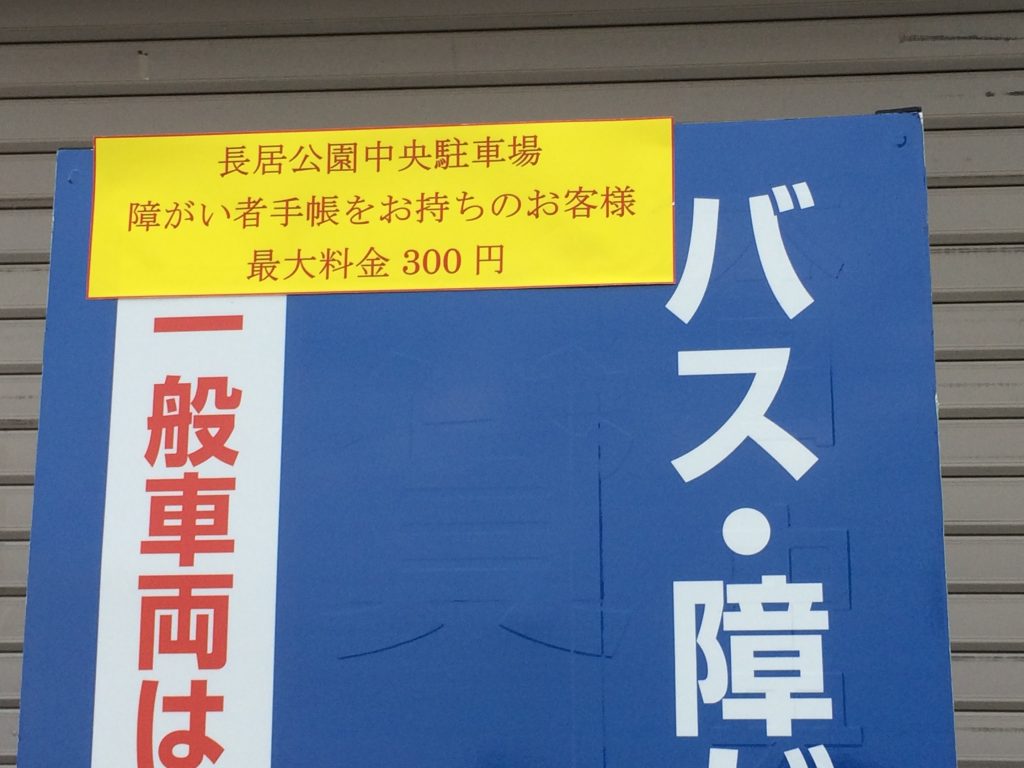 長居公園中央駐車場
障がい者手帳をお持ちのお客様
最大料金 300 円
バス・障が
一般車両は